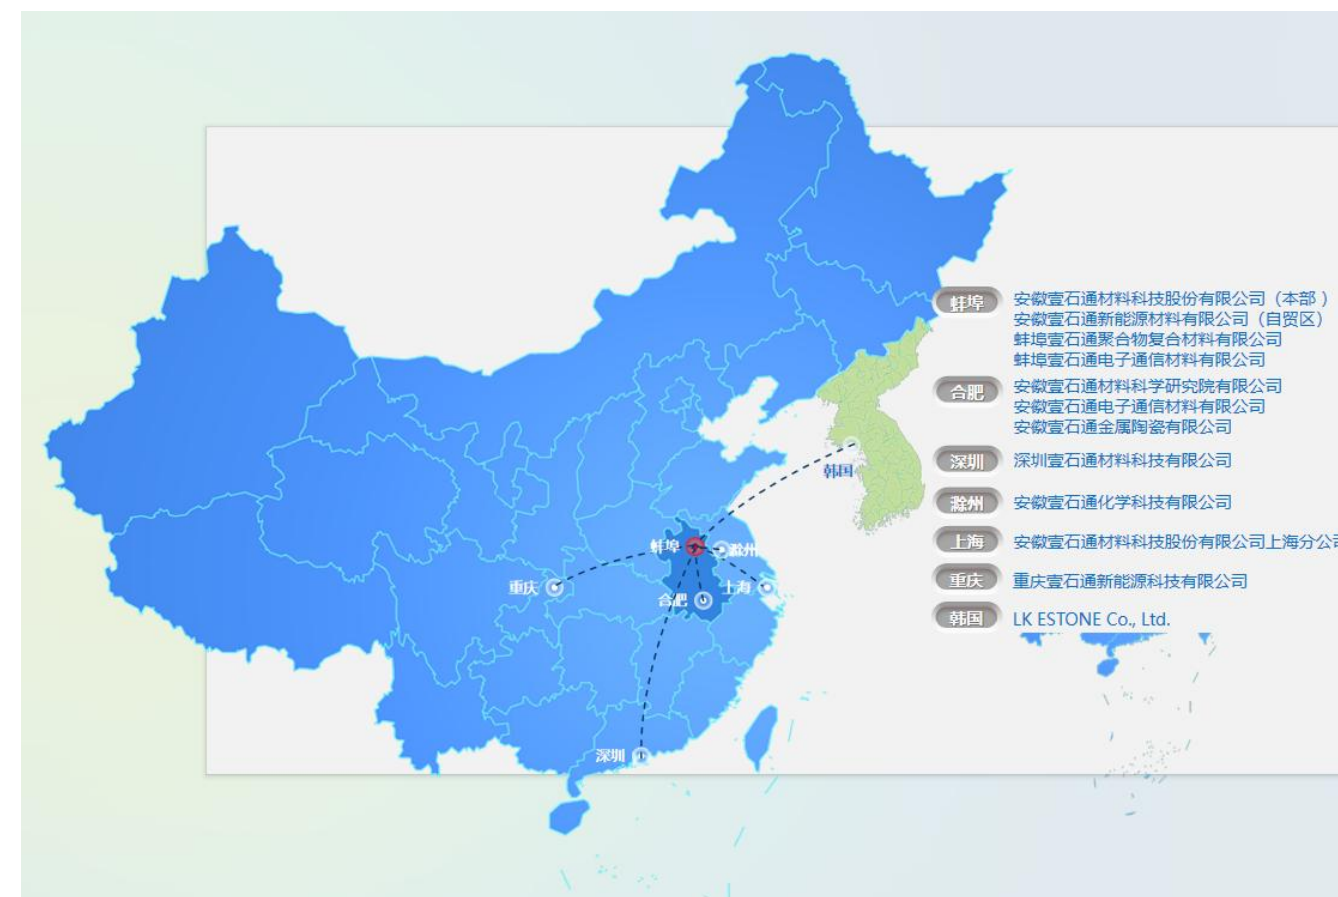 蚌埠
安徽壹石通材料科技股份有限公司（本部）
安徽壹石通新能源材料有限公司（自贸区）
蚌埠壹石通聚合物复合材料有限公司
蚌埠壹石通电子通信材料有限公司
合肥
安徽壹石通材料科学研究院有限公司
安徽壹石通电子通信材料有限公司
安徽壹石通金属陶瓷有限公司
深圳
深圳壹石通材料科技有限公司
滁州
安徽壹石通化学科技有限公司
上海
安徽壹石通材料科技股份有限公司上海分公司
重庆
重庆壹石通新能源科技有限公司
韩国
LK ESTONE Co., Ltd.
韩国
蚌埠
滁州
重庆
合肥
上海
深圳